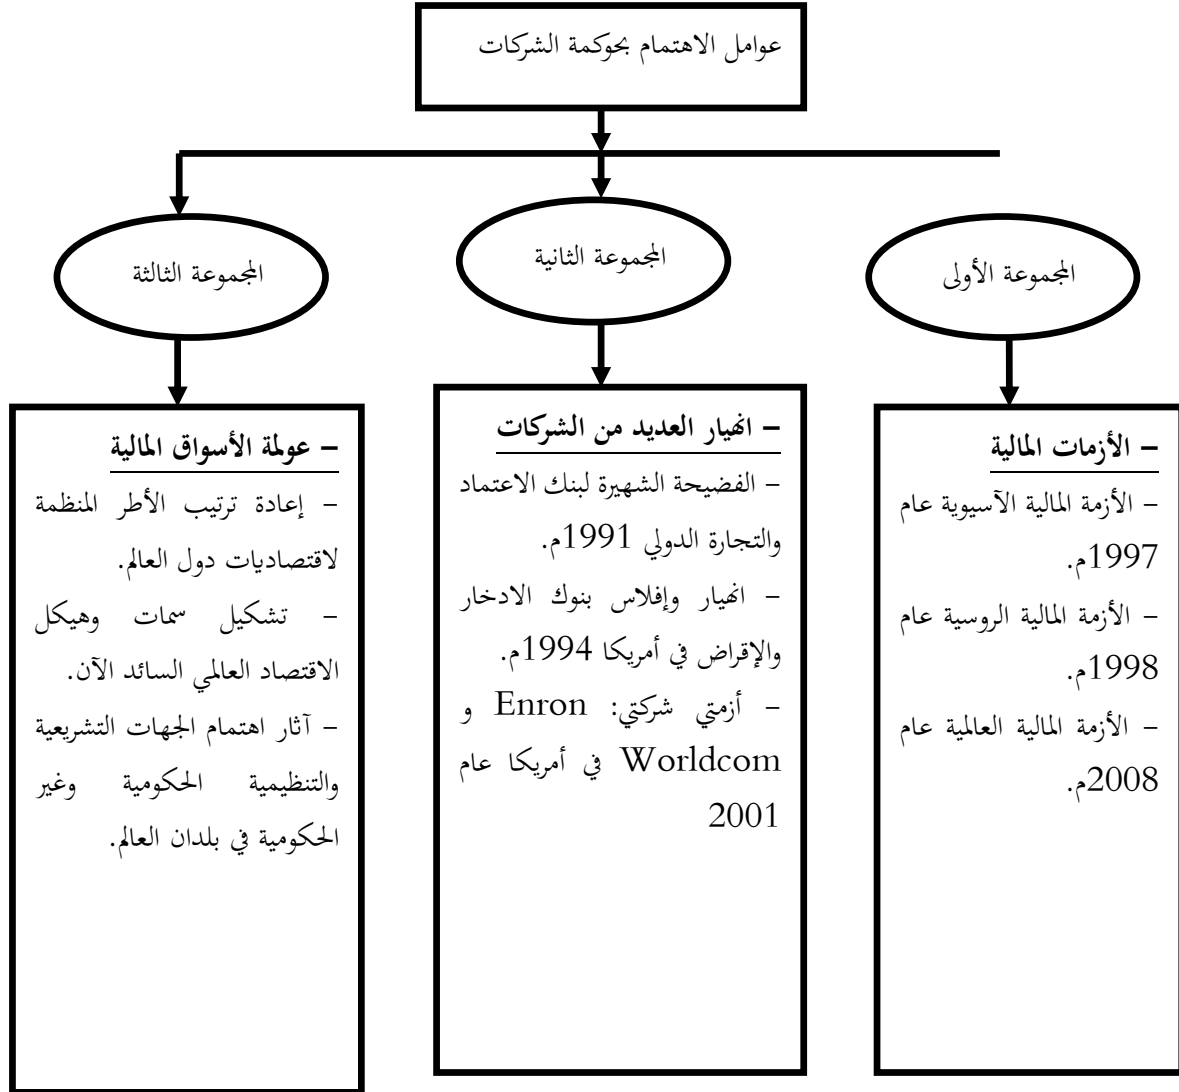 عوامل الاهتمام بحوكمة الشركات
المجموعة الأولى
المجموعة الثانية
المجموعة الثالثة
– الأزمات المالية
– الأزمة المالية الآسيوية عام
1997م.
– الأزمة المالية الروسية عام
1998م.
– الأزمة المالية العالمية عام
2008م.
– انهيار العديد من الشركات
– الفضيحة الشهيرة لبنك الاعتماد
والتجارة الدولي 1991م.
– انهيار وإفلاس بنوك الادخار
والإقراض في أمريكا 1994م.
– أزمتي شركتي: Enron و
Worldcom في أمريكا عام
2001
– عولمة الأسواق المالية
– إعادة ترتيب الأطر المنظمة
لاقتصاديات دول العالم.
– تشكيل سمات وهيكل
الاقتصاد العالمي السائد الآن.
– آثار اهتمام الجهات التشريعية
والتنظيمية الحكومية وغير
الحكومية في بلدان العالم.